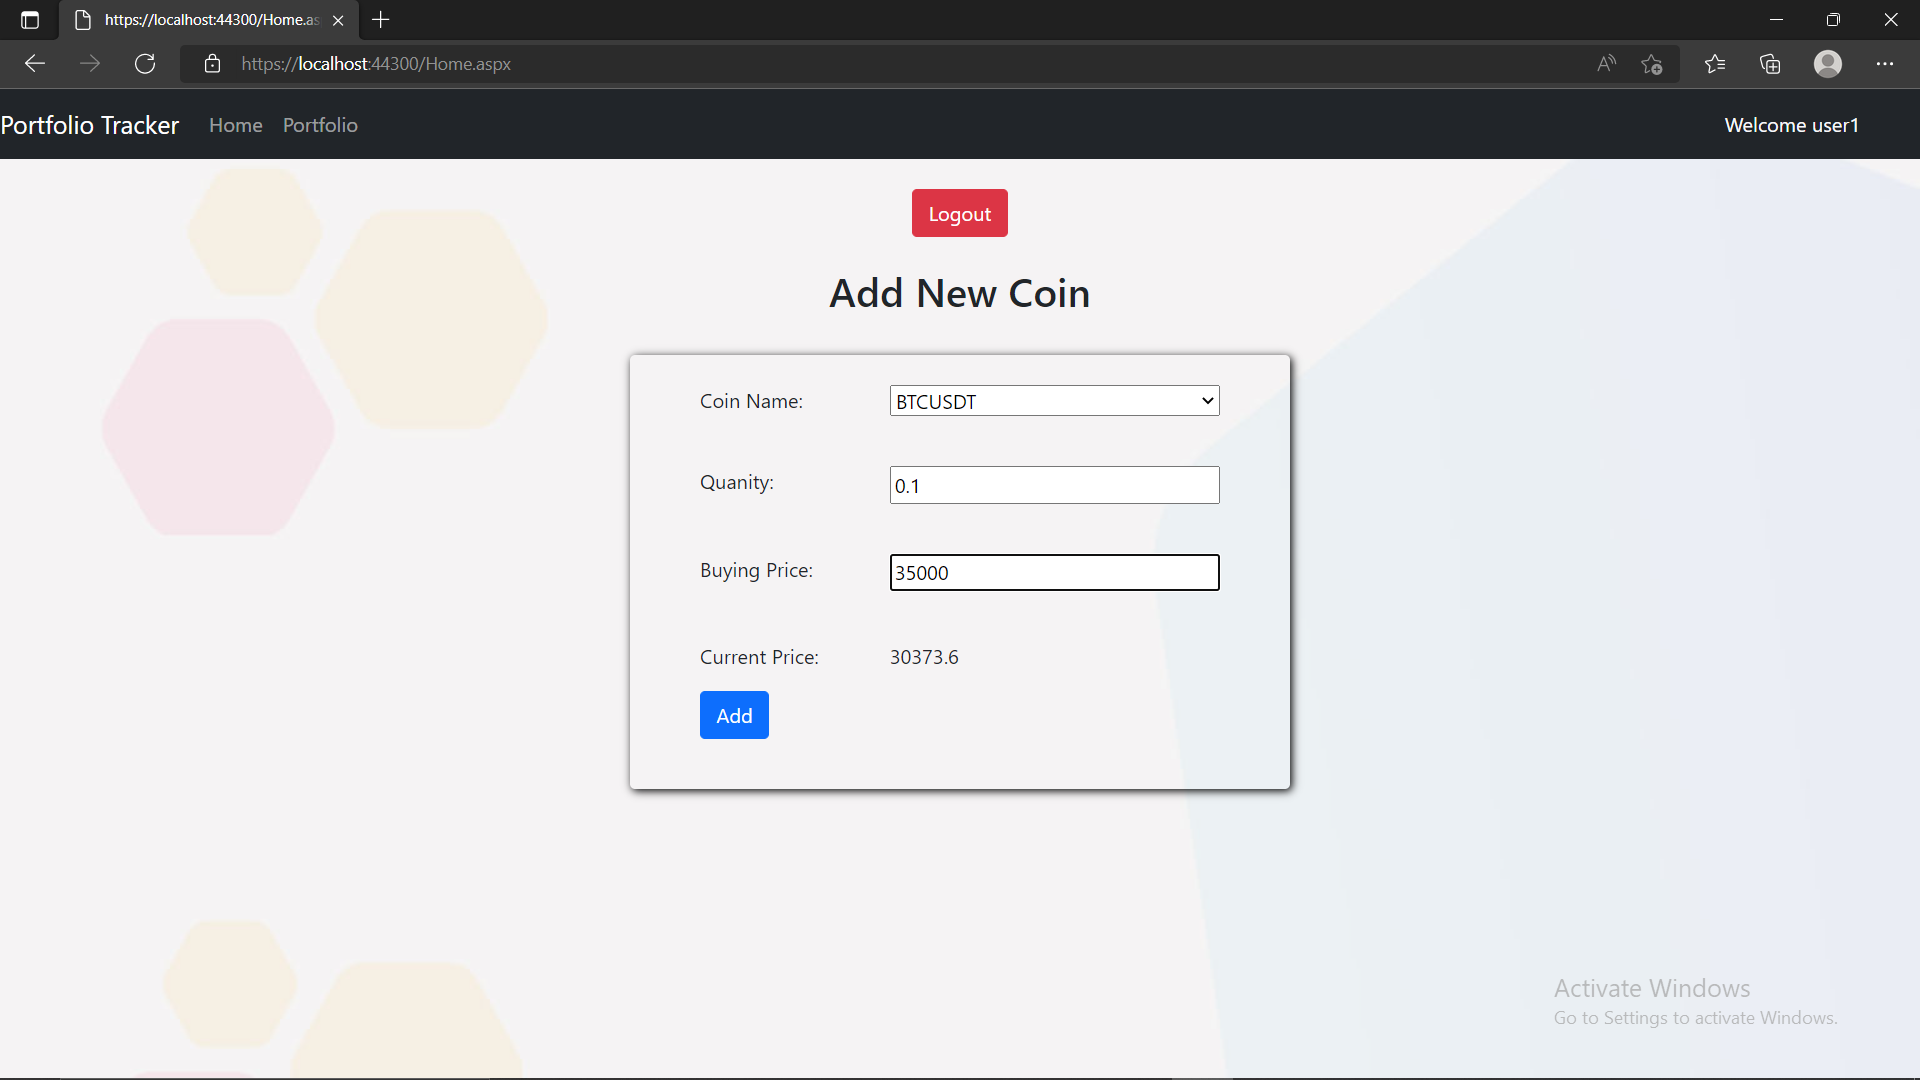 https://localhost:44300/Home.as
https://localhost:44300/Home.aspx
Portfolio Tracker Home Portfolio Welcome user1
Logout
Add New Coin
Coin Name: BTCUSDT
Quanity: 0.1
Buying Price: 35000
Current Price: 30373.6
Add
Activate Windows
Go to Settings to activate Windows.